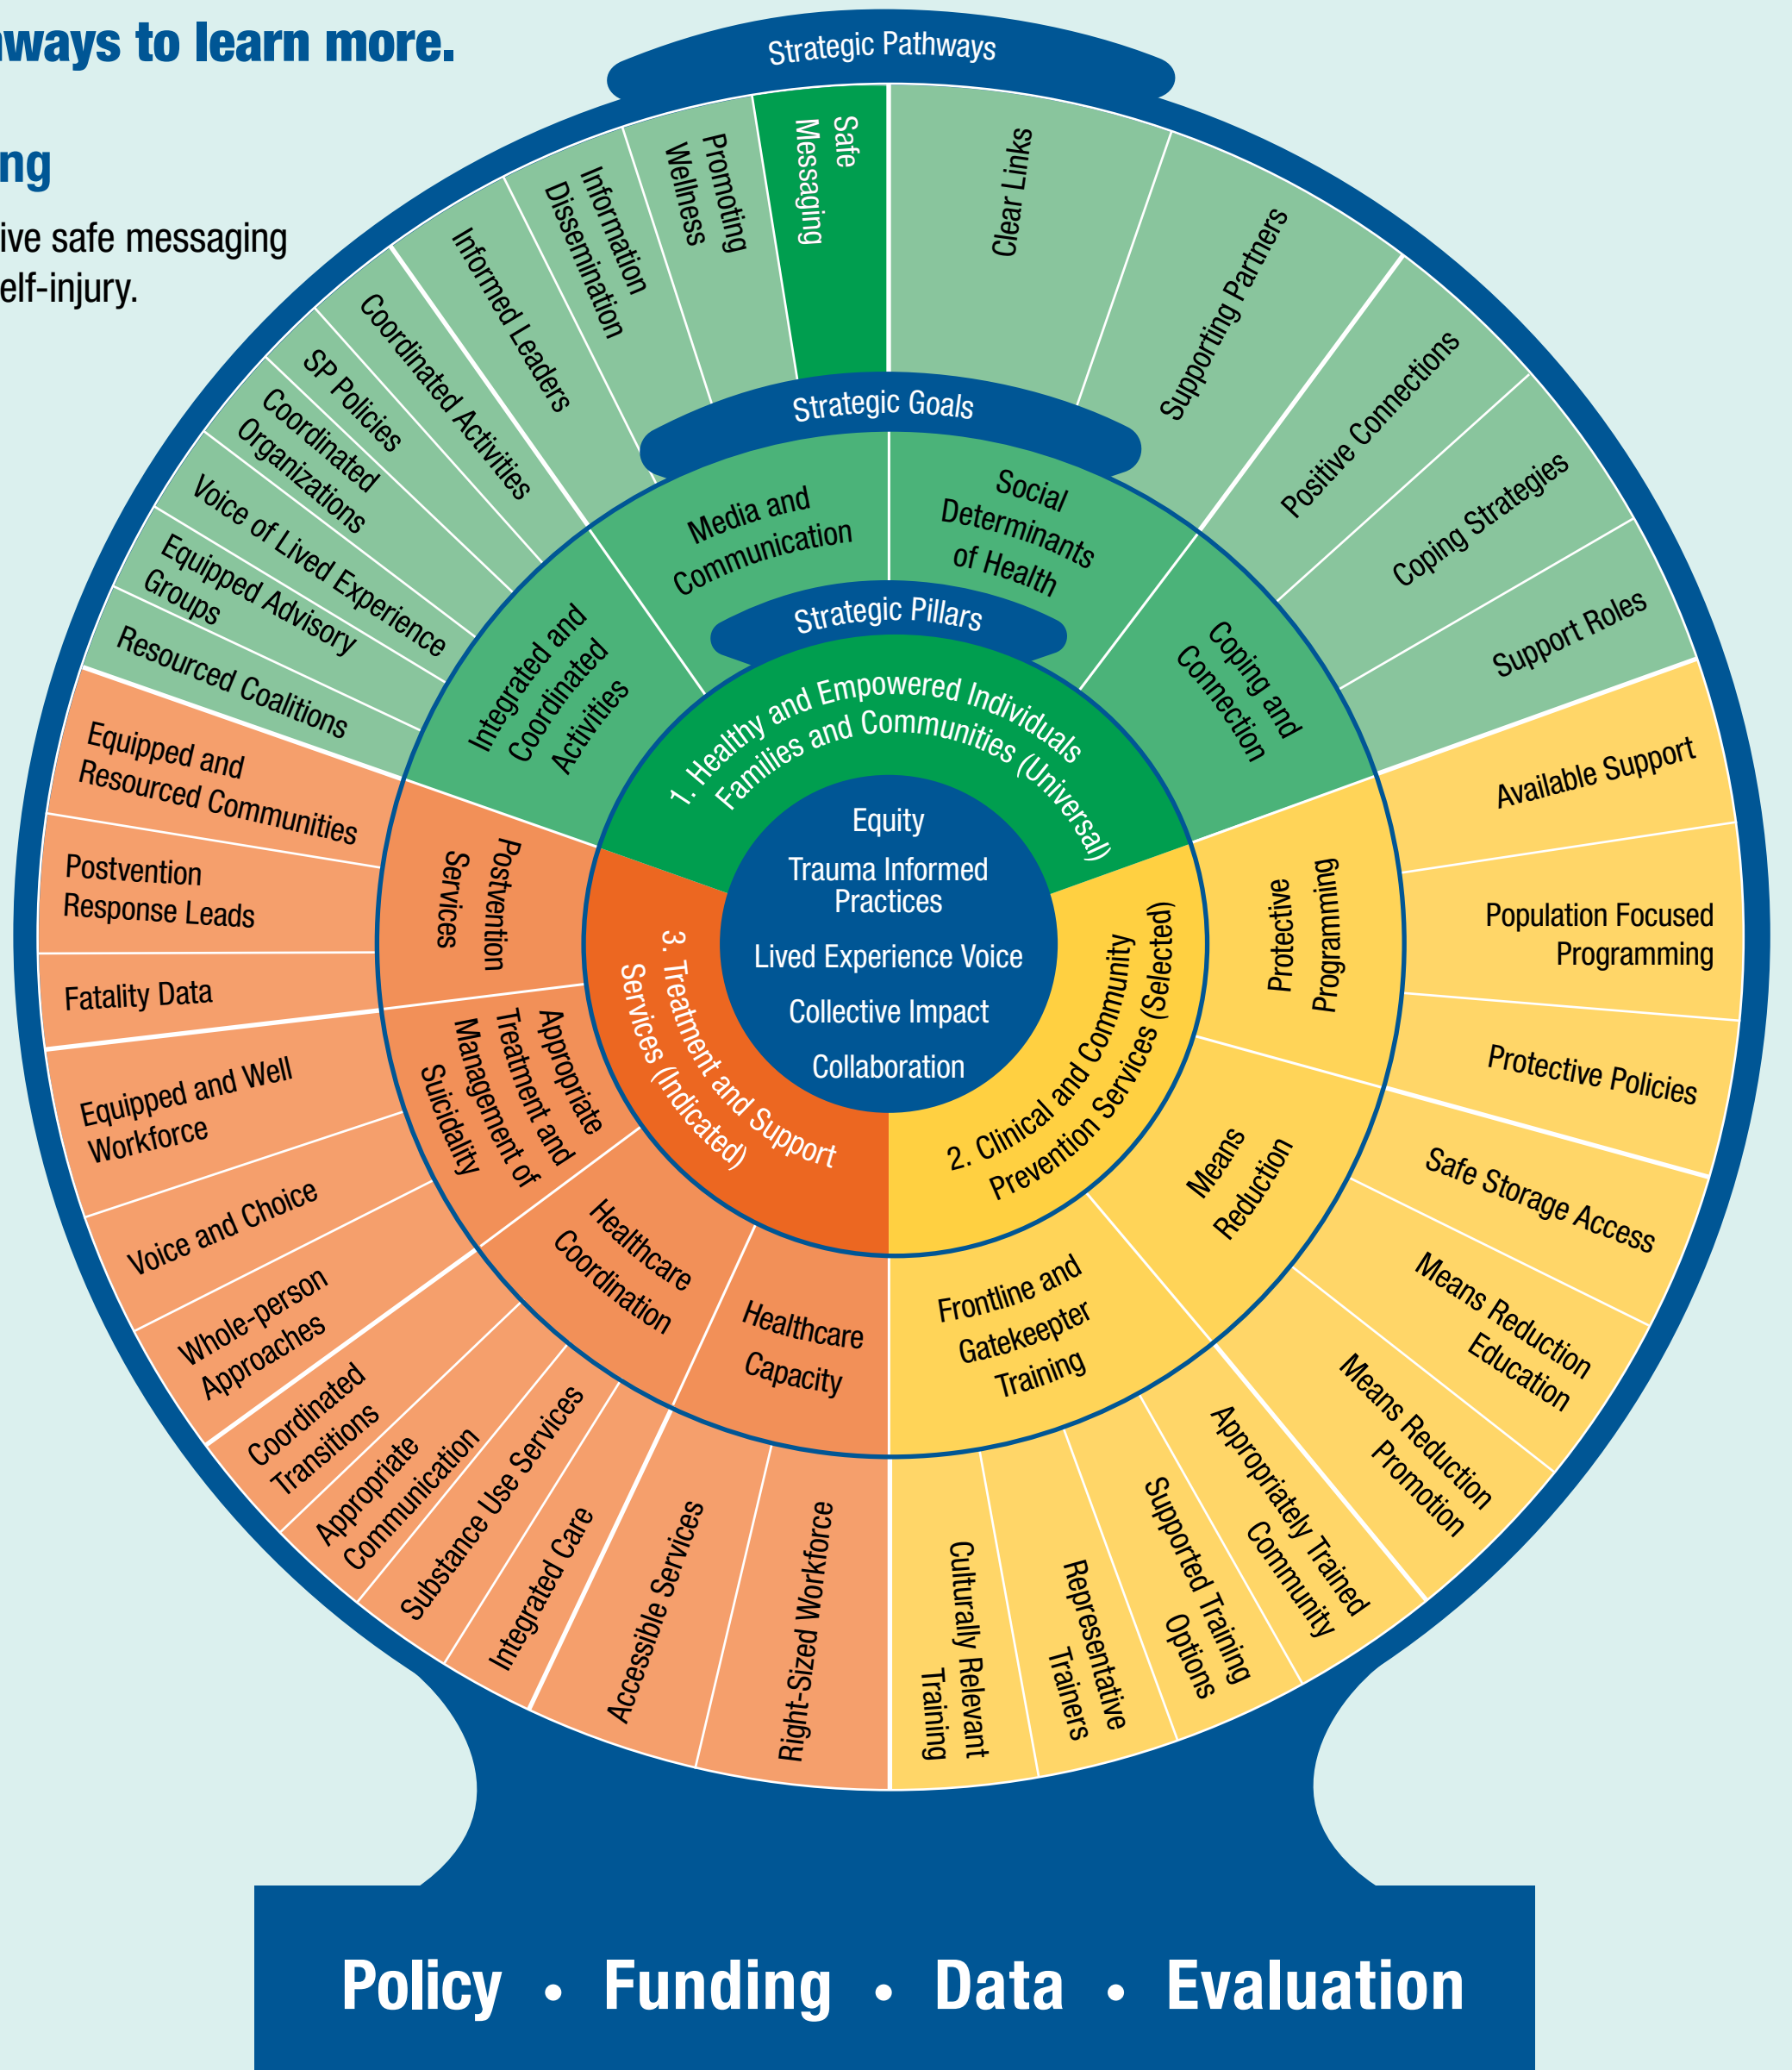 ways to learn more.
ng
ive safe messaging
elf-injury.
Strategic Pathways
Safe
Messaging
Clear Links
Supporting Partners
Positive Connections
Coping Strategies
Support Roles
Available Support
Population Focused
Programming
Protective Policies
Safe Storage Access
Means Reduction
Education
Means Reduction
Promotion
Appropriately Trained
Community
Supported Training
Options
Representative
Trainers
Culturally Relevant
Training
Right-Sized Workforce
Accessible Services
Integrated Care
Substance Use Services
Appropriate
Communication
Coordinated
Transitions
Whole-person
Approaches
Voice and Choice
Equipped and Well
Workforce
Fatality Data
Postvention
Response Leads
Equipped and
Resourced Communities
Resourced Coalitions
Equipped Advisory
Groups
Voice of Lived Experience
Coordinated
Organizations
SP Policies
Coordinated Activities
Informed Leaders
Information
Dissemination
Promoting
Wellness
Strategic Goals
Media and
Communication
Social
Determinants
of Health
Coping and
Connection
Protective
Programming
Means
Reduction
Frontline and
Gatekeeper
Training
Healthcare
Capacity
Healthcare
Coordination
Appropriate
Treatment and
Management of
Suicidality
Postvention
Services
Integrated and
Coordinated
Activities
Strategic Pillars
1. Healthy and Empowered Individuals
Families and Communities (Universal)
2. Clinical and Community
Prevention Services (Selected)
3. Treatment and Support
Services (Indicated)
Equity
Trauma Informed
Practices
Lived Experience Voice
Collective Impact
Collaboration
Policy • Funding • Data • Evaluation